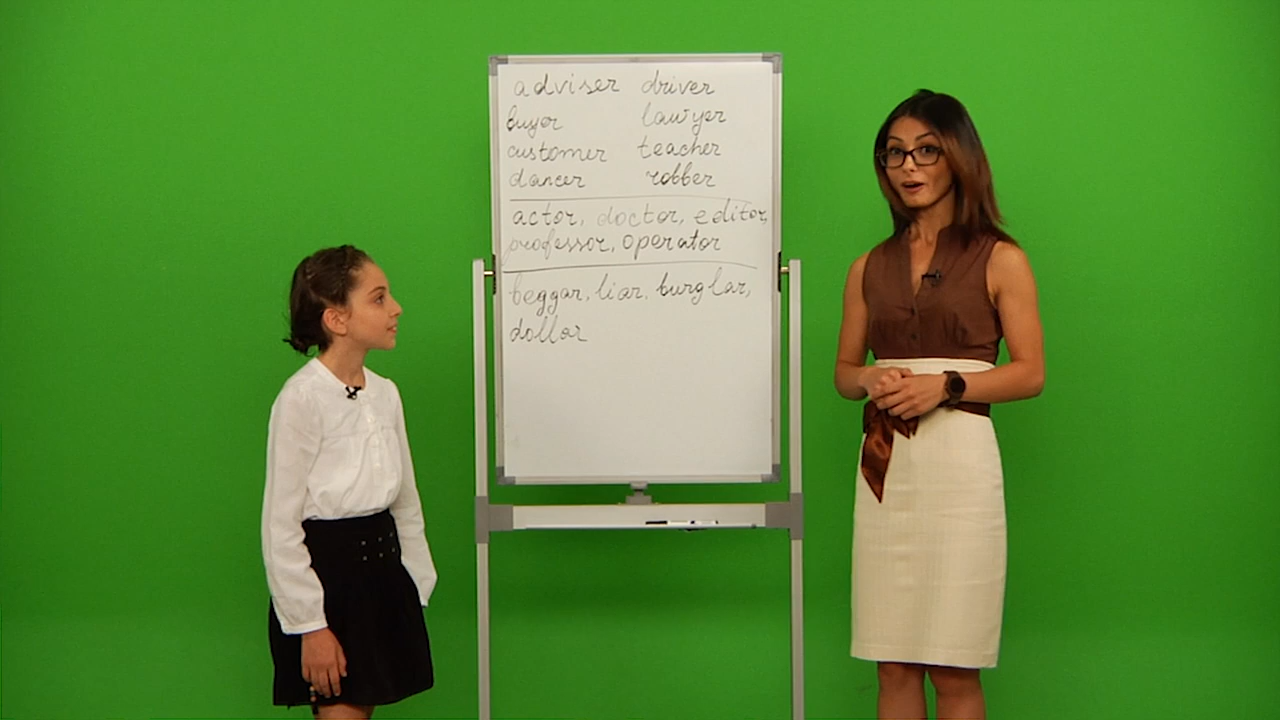 adviser driver
buyer lawyer
customer teacher
dancer robber
actor, doctor, editor,
professor, operator
beggar, liar, burglar,
dollar